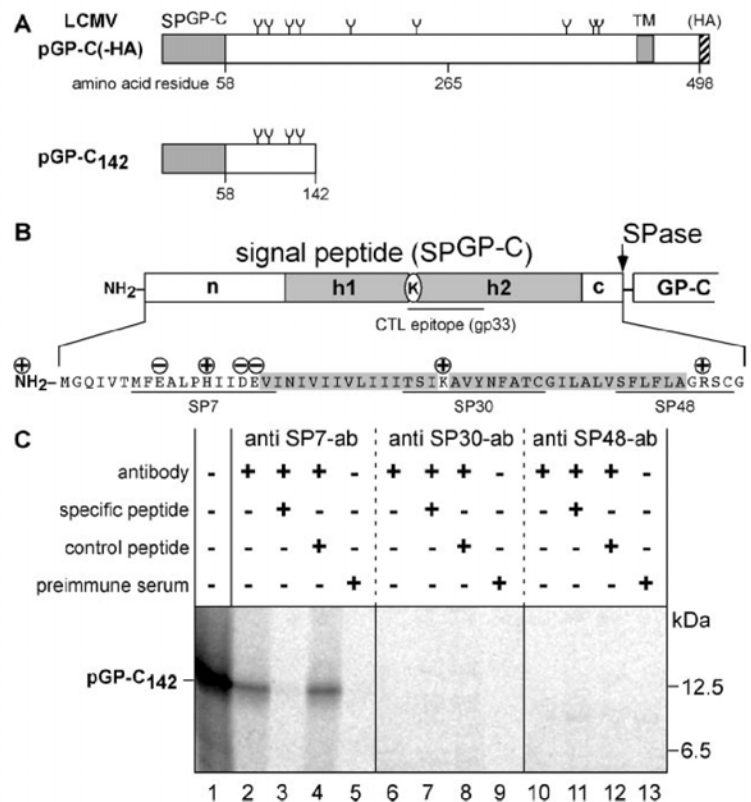 A
LCMV SPGP-C TM (HA)
pGP-C(-HA)
amino acid residue 58 265 498
pGP-C142
58 142
B
SPase
signal peptide (SPGP-C)
NH2 n h1 K h2 c GP-C
CTL epitope (gp33)
+ - + - - + +
NH2-MGQIVTMFEALPHIIDEVINIVIIVLIIITSIKAVYNFATCGILALVSFLFLAGRSCG
SP7 SP30 SP48
C
anti SP7-ab anti SP30-ab anti SP48-ab
antibody - + + + - + + + - + + + -
specific peptide - - + - - - + - - - + - -
control peptide - - - + - - - + - - - + -
preimmune serum - - - - + - - - + - - - +
kDa
pGP-C142 -12.5
-6.5
1 2 3 4 5 6 7 8 9 10 11 12 13